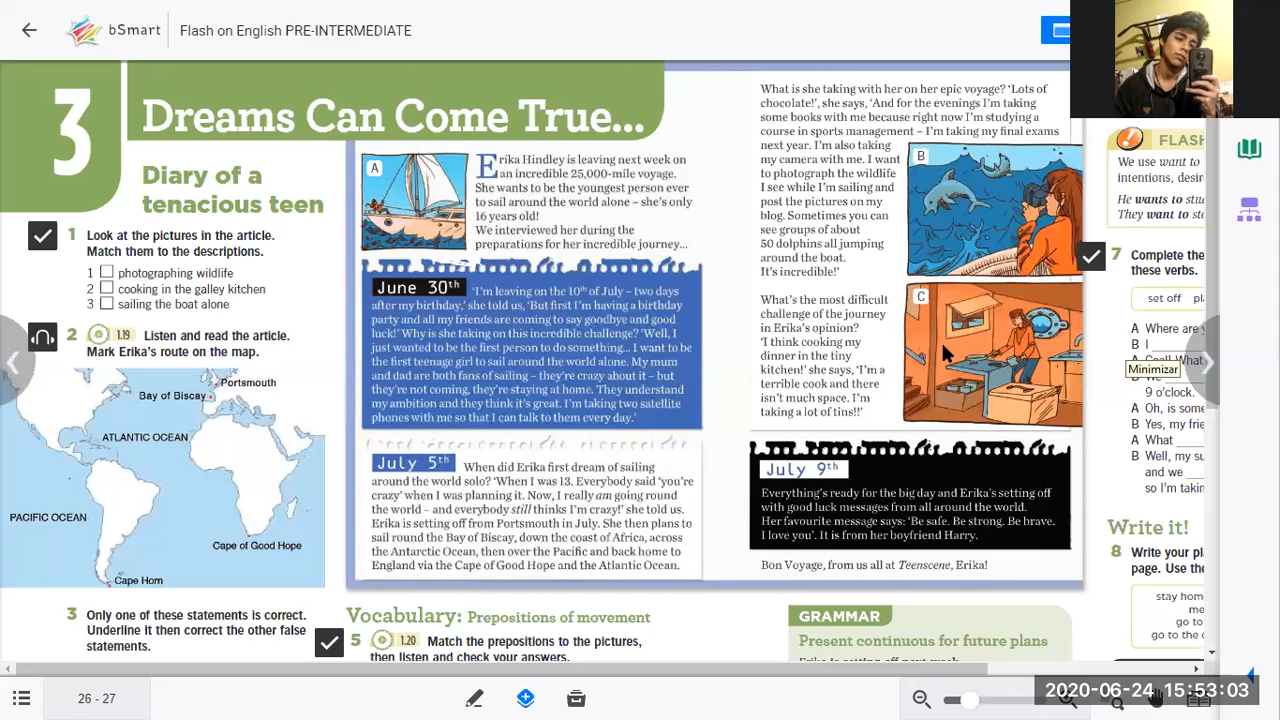 bSmart
Flash on English PRE-INTERMEDIATE
3
Dreams Can Come True...
Diary of a
tenacious teen
1 Look at the pictures in the article.
Match them to the descriptions.
1 photographing wildlife
2 cooking in the galley kitchen
3 sailing the boat alone
2 1.19 Listen and read the article.
Mark Erika's route on the map.
Portsmouth
Bay of Biscay
ATLANTIC OCEAN
PACIFIC OCEAN
Cape of Good Hope
Cape Horn
3 Only one of these statements is correct.
Underline it then correct the other false
statements.
A
Erika Hindley is leaving next week on
an incredible 25,000-mile voyage.
She wants to be the youngest person ever
to sail around the world alone – she's only
16 years old!
We interviewed her during the
preparations for her incredible journey...
June 30th 'I'm leaving on the 10th of July – two days
after my birthday,' she told us, 'But first I'm having a birthday
party and all my friends are coming to say goodbye and good
luck!' Why is she taking on this incredible challenge? 'Well, I
just wanted to be the first person to do something... I want to be
the first teenage girl to sail around the world alone. My mum
and dad are both fans of sailing – they're crazy about it – but
they're not coming, they're staying at home. They understand
my ambition and they think it's great. I'm taking two satellite
phones with me so that I can talk to them every day.'
July 5th When did Erika first dream of sailing
around the world solo? 'When I was 13. Everybody said 'you're
crazy' when I was planning it. Now, I really am going round
the world – and everybody still thinks I'm crazy!' she told us.
Erika is setting off from Portsmouth in July. She then plans to
sail round the Bay of Biscay, down the coast of Africa, across
the Antarctic Ocean, then over the Pacific and back home to
England via the Cape of Good Hope and the Atlantic Ocean.
What is she taking with her on her epic voyage? 'Lots of
chocolate!', she says, 'And for the evenings I'm taking
some books with me because right now I'm studying a
course in sports management – I'm taking my final exams
next year. I'm also taking
my camera with me. I want
to photograph the wildlife
I see while I'm sailing and
post the pictures on my
blog. Sometimes you can
see groups of about
50 dolphins all jumping
around the boat.
It's incredible!'
B
What's the most difficult
challenge of the journey
in Erika's opinion?
'I think cooking my
dinner in the tiny
kitchen!' she says, 'I'm a
terrible cook and there
isn't much space. I'm
taking a lot of tins!!'
C
July 9th
Everything's ready for the big day and Erika's setting off
with good luck messages from all around the world.
Her favourite message says: 'Be safe. Be strong. Be brave.
I love you'. It is from her boyfriend Harry.
Bon Voyage, from us all at Teenscene, Erika!
Vocabulary: Prepositions of movement
5 1.20 Match the prepositions to the pictures,
then listen and check your answers.
GRAMMAR
Present continuous for future plans
Erika is setting off next week.
FLASH
We use want to
intentions, desir
He wants to stu
They want to sta
7 Complete the
these verbs.
set off pl
A Where are y
B I
A Cool! What
Minimizar
B We
9 o'clock.
A Oh, is some
B Yes, my frie
A What
B Well, my su
and we
so I'm takin
Write it!
8 Write your pl
page. Use the
stay hom
me
go to
go to the c
26 - 27
2020-06-24 15:53:03